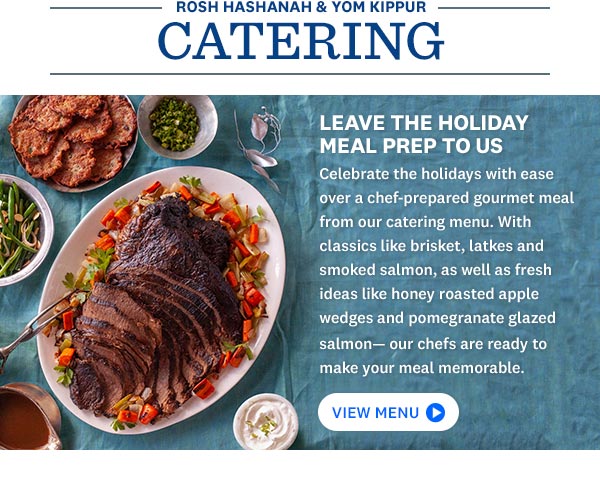 ROSH HASHANAH & YOM KIPPUR
CATERING
LEAVE THE HOLIDAY
MEAL PREP TO US
Celebrate the holidays with ease
over a chef-prepared gourmet meal
from our catering menu. With
classics like brisket, latkes and
smoked salmon, as well as fresh
ideas like honey roasted apple
wedges and pomegranate glazed
salmon— our chefs are ready to
make your meal memorable.
VIEW MENU